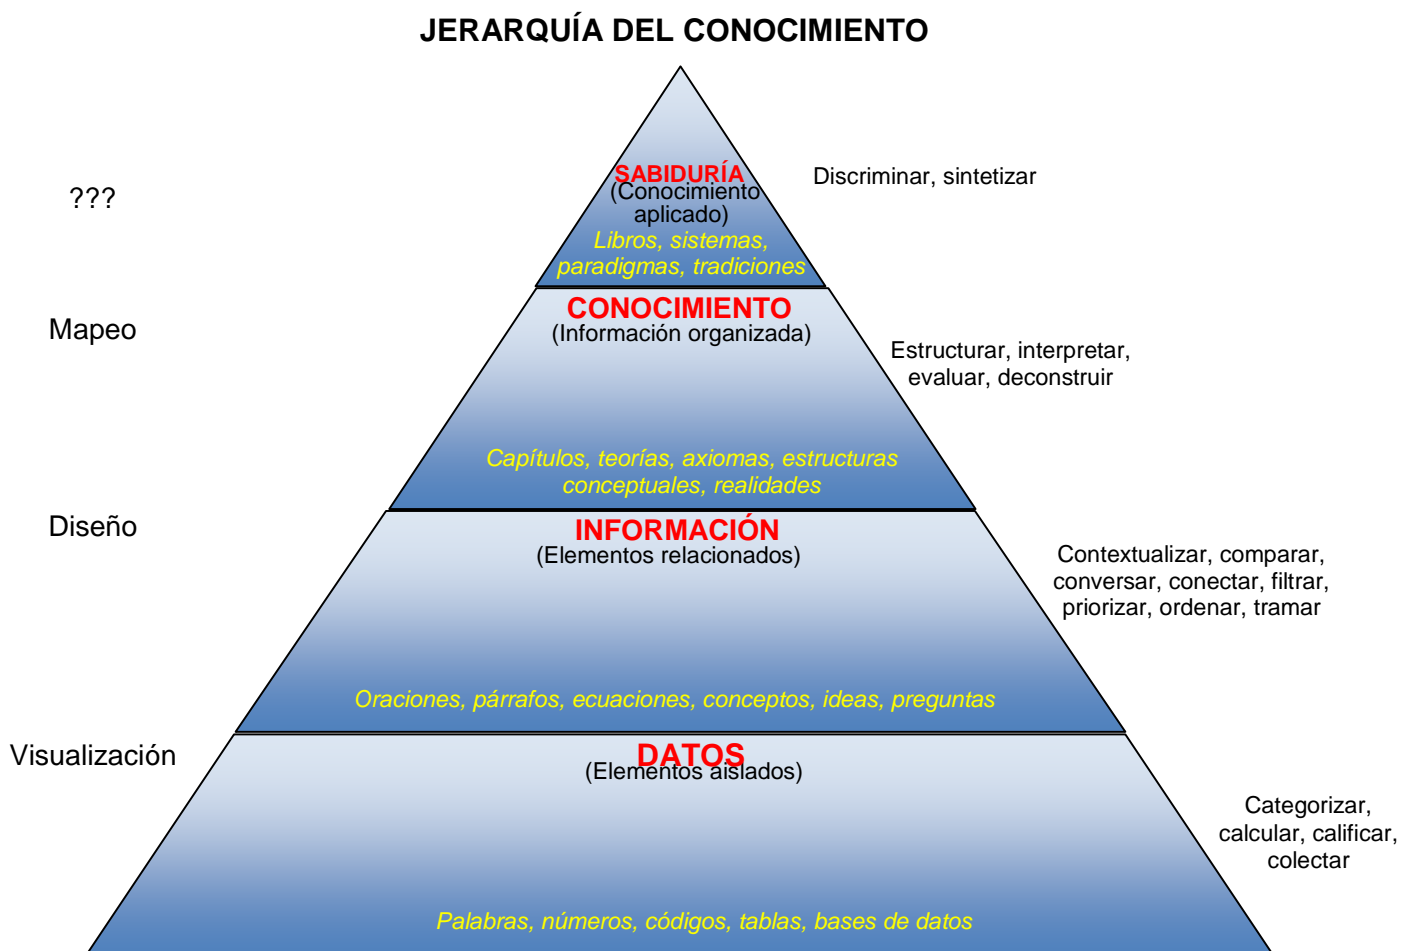 JERARQUÍA DEL CONOCIMIENTO
SABIDURÍA
(Conocimiento
aplicado)
Libros, sistemas,
paradigmas, tradiciones
Discriminar, sintetizar
???
CONOCIMIENTO
(Información organizada)
Mapeo
Estructurar, interpretar,
evaluar, deconstruir
Capítulos, teorías, axiomas, estructuras
conceptuales, realidades
Diseño
INFORMACIÓN
(Elementos relacionados)
Contextualizar, comparar,
conversar, conectar, filtrar,
priorizar, ordenar, tramar
Oraciones, párrafos, ecuaciones, conceptos, ideas, preguntas
Visualización
DATOS
(Elementos aislados)
Categorizar,
calcular, calificar,
colectar
Palabras, números, códigos, tablas, bases de datos